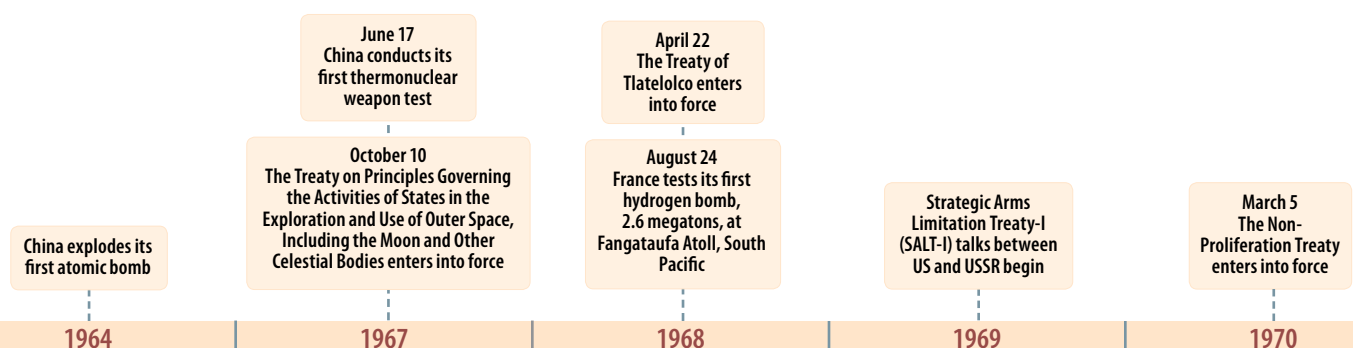 June 17
China conducts its
first thermonuclear
weapon test
April 22
The Treaty of
Tlatelolco enters
into force
October 10
The Treaty on Principles Governing
the Activities of States in the
Exploration and Use of Outer Space,
Including the Moon and Other
Celestial Bodies enters into force
August 24
France tests its first
hydrogen bomb,
2.6 megatons, at
Fangataufa Atoll, South
Pacific
China explodes its
first atomic bomb
Strategic Arms
Limitation Treaty-I
(SALT-I) talks between
US and USSR begin
March 5
The Non-
Proliferation Treaty
enters into force
1964
1967
1968
1969
1970